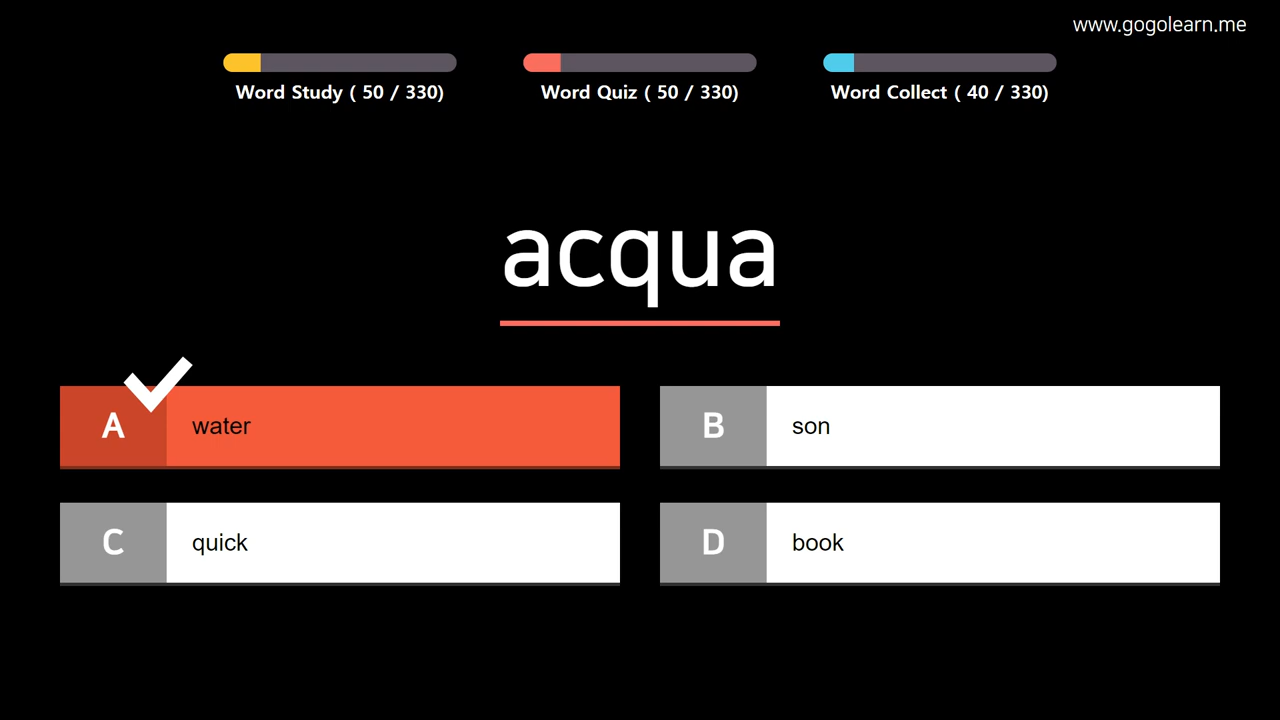 www.gogolearn.me
Word Study ( 50 / 330)
Word Quiz ( 50 / 330)
Word Collect ( 40 / 330)
acqua
A water
B son
C quick
D book